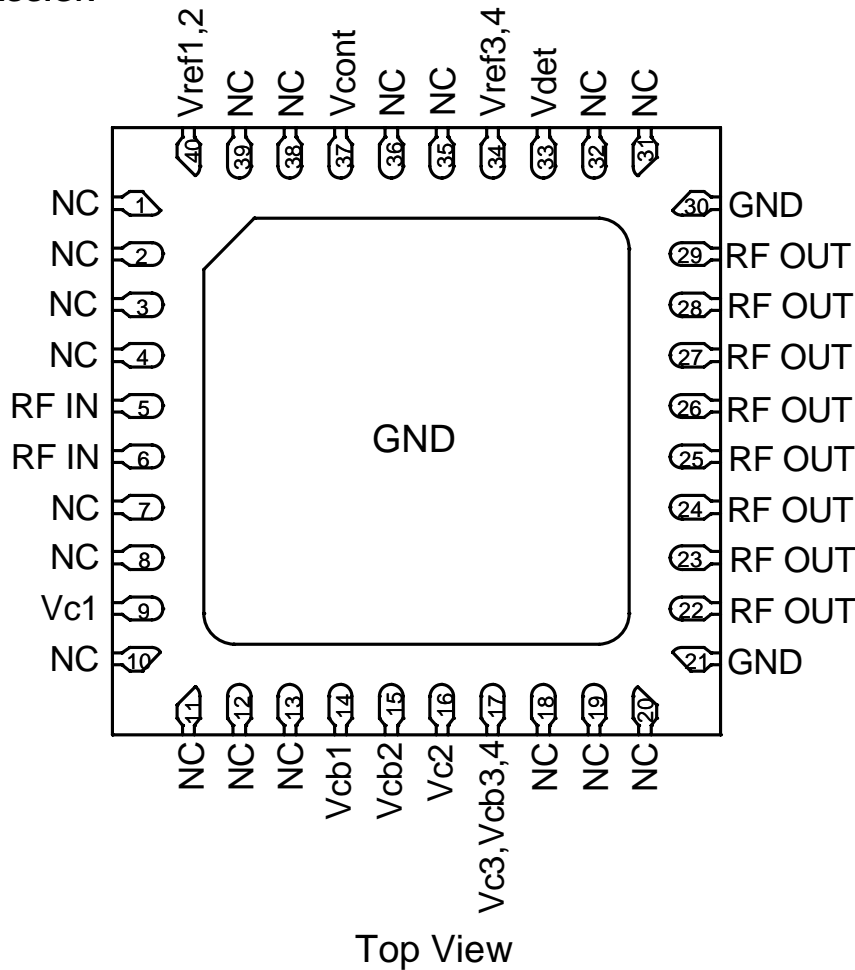 Vref1,2
NC
NC
Vcont
NC
NC
Vref3,4
Vdet
NC
NC
40
39
38
37
36
35
34
33
32
31
NC 1
NC 2
NC 3
NC 4
RF IN 5
RF IN 6
NC 7
NC 8
Vc1 9
NC 10
GND
30 GND
29 RF OUT
28 RF OUT
27 RF OUT
26 RF OUT
25 RF OUT
24 RF OUT
23 RF OUT
22 RF OUT
21 GND
11
12
13
14
15
16
17
18
19
20
NC
NC
NC
Vcb1
Vcb2
Vc2
Vc3,Vcb3,4
NC
NC
NC
Top View